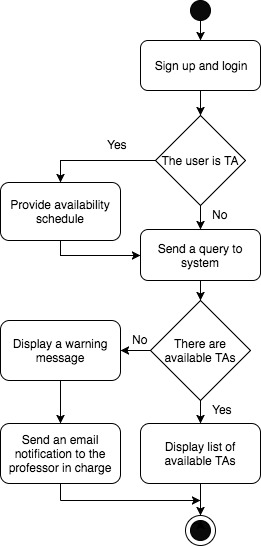 Sign up and login
Yes
The user is TA
Provide availability
schedule
No
Send a query to
system
There are
available TAs
No
Display a warning
message
Yes
Send an email
notification to the
professor in charge
Display list of
available TAs